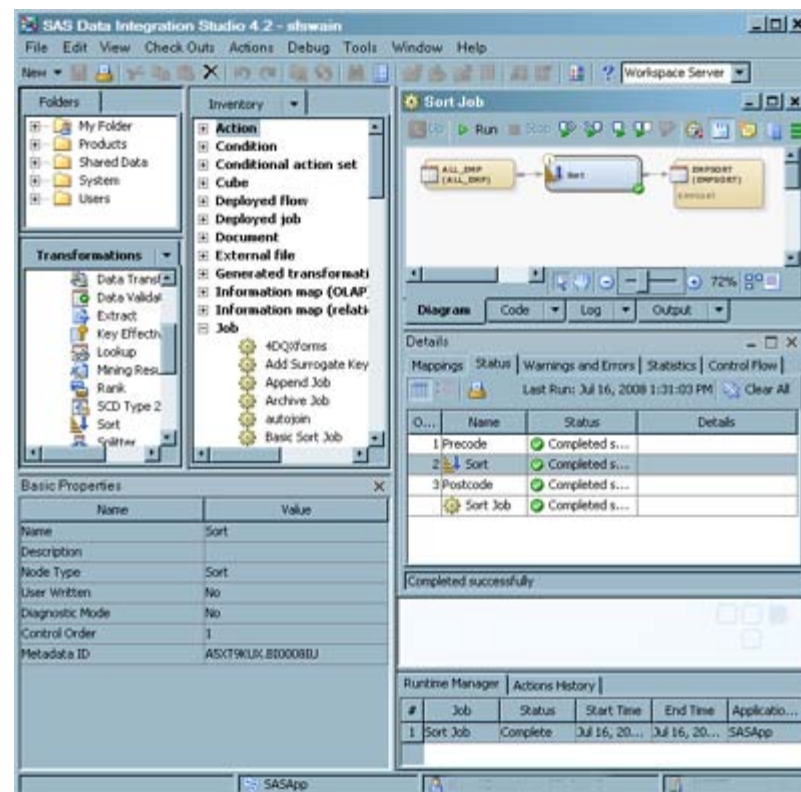 SAS Data Integration Studio 4.2 - slswain
File Edit View Check Outs Actions Debug Tools Window Help
New
Workspace Server
Folders
My Folder
Products
Shared Data
System
Users
Inventory
Action
Condition
Conditional action set
Cube
Deployed flow
Deployed job
Document
External file
Generated transformati
Information map (OLAP
Information map (relati
Job
4DQXforms
Add Surrogate Key
Append Job
Archive Job
autojoin
Basic Sort Job
Transformations
Data Transf
Data Validat
Extract
Key Effectiv
Lookup
Mining Resu
Rank
SCD Type 2
Sort
Splitter
Sort Job
Up Run Stop
ALL_EMP
(ALL_EMP)
Sort
EMPSORT
(EMPSORT)
72%
Diagram Code Log Output
Details
Mappings Status Warnings and Errors Statistics Control Flow
Last Run: Jul 16, 2008 1:31:03 PM Clear All
O... Name Status Details
1 Precode Completed s...
2 Sort Completed s...
3 Postcode Completed s...
Sort Job Completed s...
Completed successfully
Basic Properties
Name Value
Name Sort
Description
Node Type Sort
User Written No
Diagnostic Mode No
Control Order 1
Metadata ID
Runtime Manager Actions History
# Job Status Start Time End Time Applicatio...
1 Sort Job Complete Jul 16, 20... Jul 16, 20... SASApp
SASApp